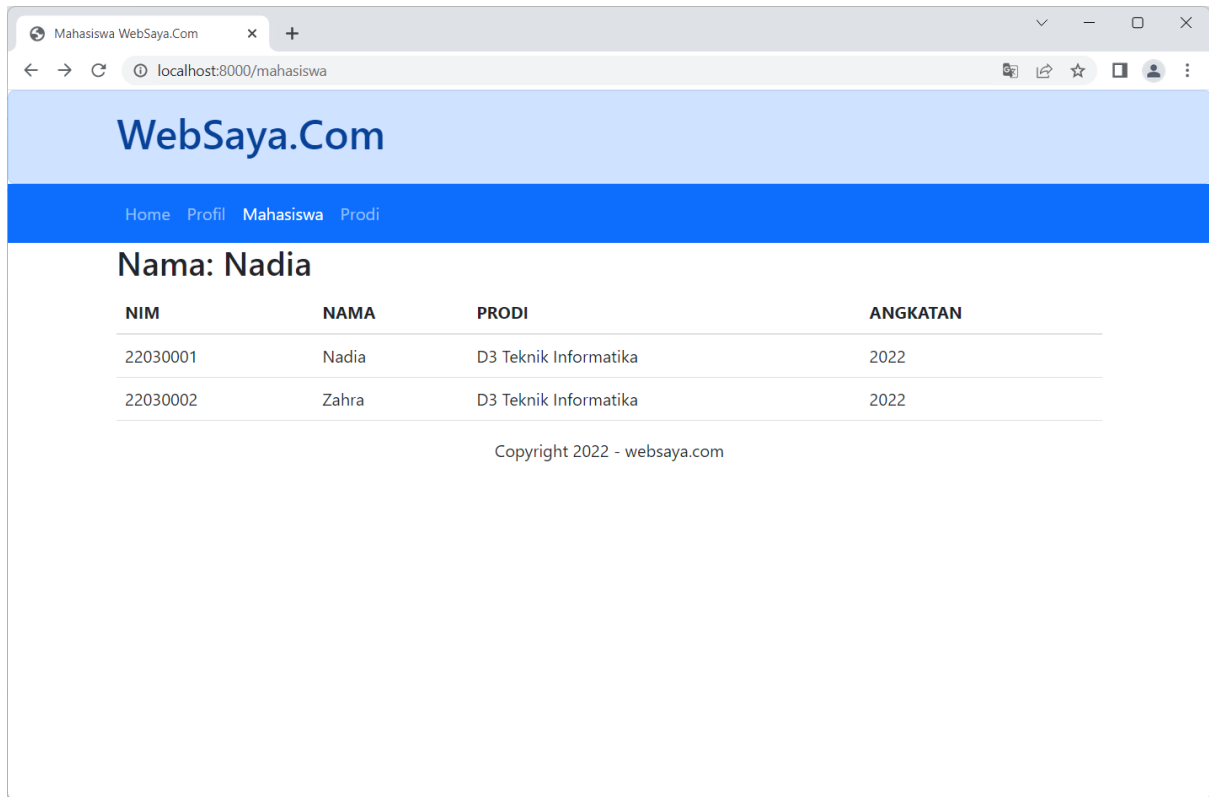 Mahasiswa WebSaya.Com
localhost:8000/mahasiswa
WebSaya.Com
Home Profil Mahasiswa Prodi
Nama: Nadia
NIM NAMA PRODI ANGKATAN
22030001 Nadia D3 Teknik Informatika 2022
22030002 Zahra D3 Teknik Informatika 2022
Copyright 2022 - websaya.com